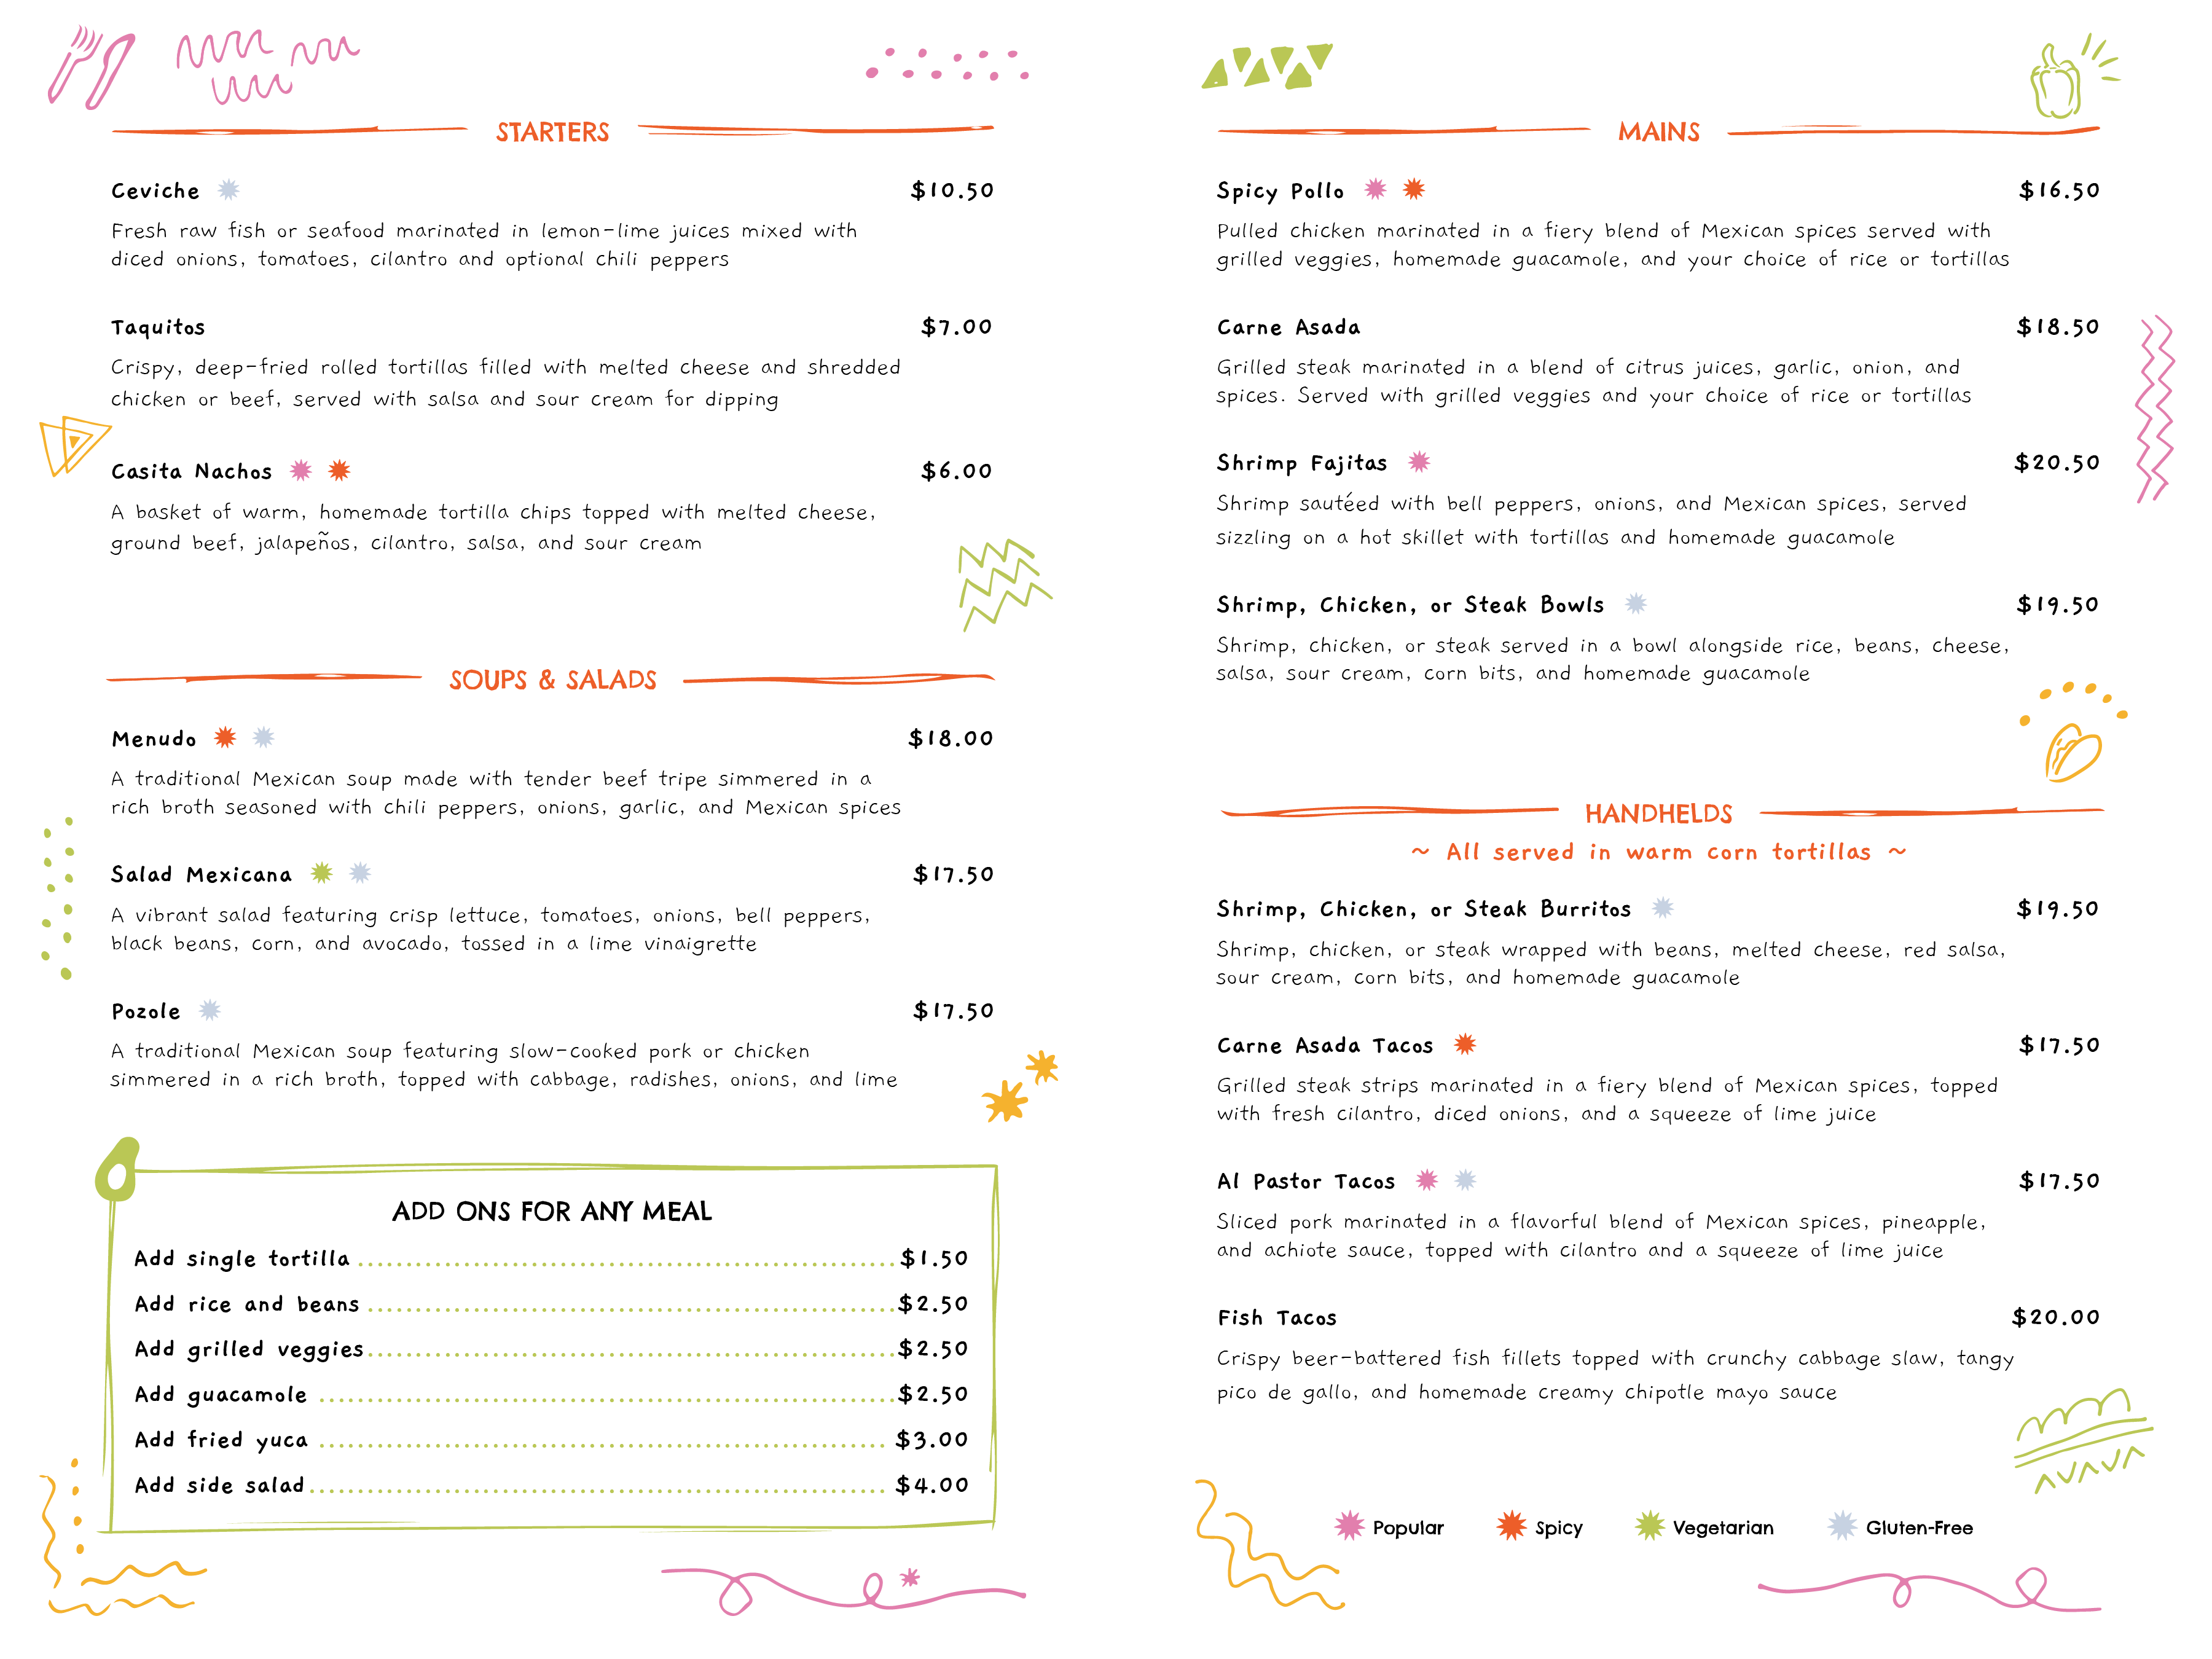 STARTERS
Ceviche $10.50
Fresh raw fish or seafood marinated in lemon-lime juices mixed with
diced onions, tomatoes, cilantro and optional chili peppers
Taquitos $7.00
Crispy, deep-fried rolled tortillas filled with melted cheese and shredded
chicken or beef, served with salsa and sour cream for dipping
Casita Nachos $6.00
A basket of warm, homemade tortilla chips topped with melted cheese,
ground beef, jalapeños, cilantro, salsa, and sour cream
SOUPS & SALADS
Menudo $18.00
A traditional Mexican soup made with tender beef tripe simmered in a
rich broth seasoned with chili peppers, onions, garlic, and Mexican spices
Salad Mexicana $17.50
A vibrant salad featuring crisp lettuce, tomatoes, onions, bell peppers,
black beans, corn, and avocado, tossed in a lime vinaigrette
Pozole $17.50
A traditional Mexican soup featuring slow-cooked pork or chicken
simmered in a rich broth, topped with cabbage, radishes, onions, and lime
ADD ONS FOR ANY MEAL
Add single tortilla $1.50
Add rice and beans $2.50
Add grilled veggies $2.50
Add guacamole $2.50
Add fried yuca $3.00
Add side salad $4.00
MAINS
Spicy Pollo $16.50
Pulled chicken marinated in a fiery blend of Mexican spices served with
grilled veggies, homemade guacamole, and your choice of rice or tortillas
Carne Asada $18.50
Grilled steak marinated in a blend of citrus juices, garlic, onion, and
spices. Served with grilled veggies and your choice of rice or tortillas
Shrimp Fajitas $20.50
Shrimp sautéed with bell peppers, onions, and Mexican spices, served
sizzling on a hot skillet with tortillas and homemade guacamole
Shrimp, Chicken, or Steak Bowls $19.50
Shrimp, chicken, or steak served in a bowl alongside rice, beans, cheese,
salsa, sour cream, corn bits, and homemade guacamole
HANDHELDS
~ All served in warm corn tortillas ~
Shrimp, Chicken, or Steak Burritos $19.50
Shrimp, chicken, or steak wrapped with beans, melted cheese, red salsa,
sour cream, corn bits, and homemade guacamole
Carne Asada Tacos $17.50
Grilled steak strips marinated in a fiery blend of Mexican spices, topped
with fresh cilantro, diced onions, and a squeeze of lime juice
Al Pastor Tacos $17.50
Sliced pork marinated in a flavorful blend of Mexican spices, pineapple,
and achiote sauce, topped with cilantro and a squeeze of lime juice
Fish Tacos $20.00
Crispy beer-battered fish fillets topped with crunchy cabbage slaw, tangy
pico de gallo, and homemade creamy chipotle mayo sauce
Popular Spicy Vegetarian Gluten-Free